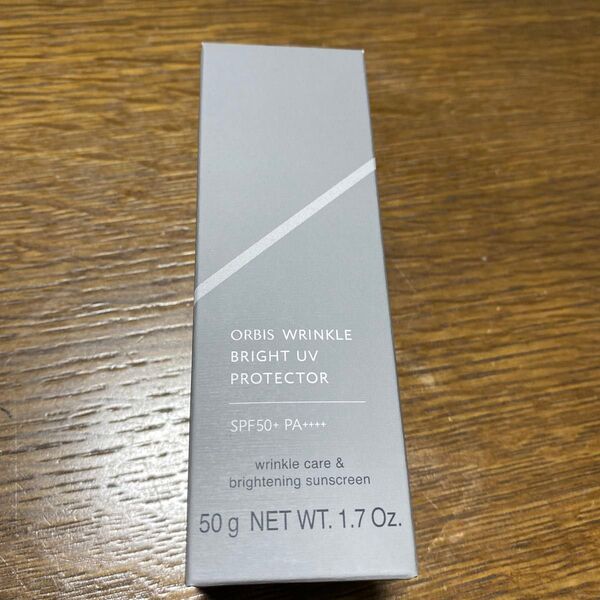 ORBIS WRINKLE
BRIGHT UV
PROTECTOR
SPF50+ PA++++
wrinkle care &
brightening sunscreen
50 g NET WT. 1.7 Oz.